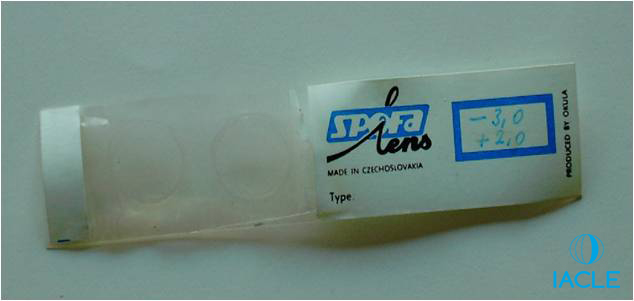 spofa
lens
MADE IN CZECHOSLOVAKIA
Type:
-3,0
+2,0
PRODUCED BY OKULA
IACLE